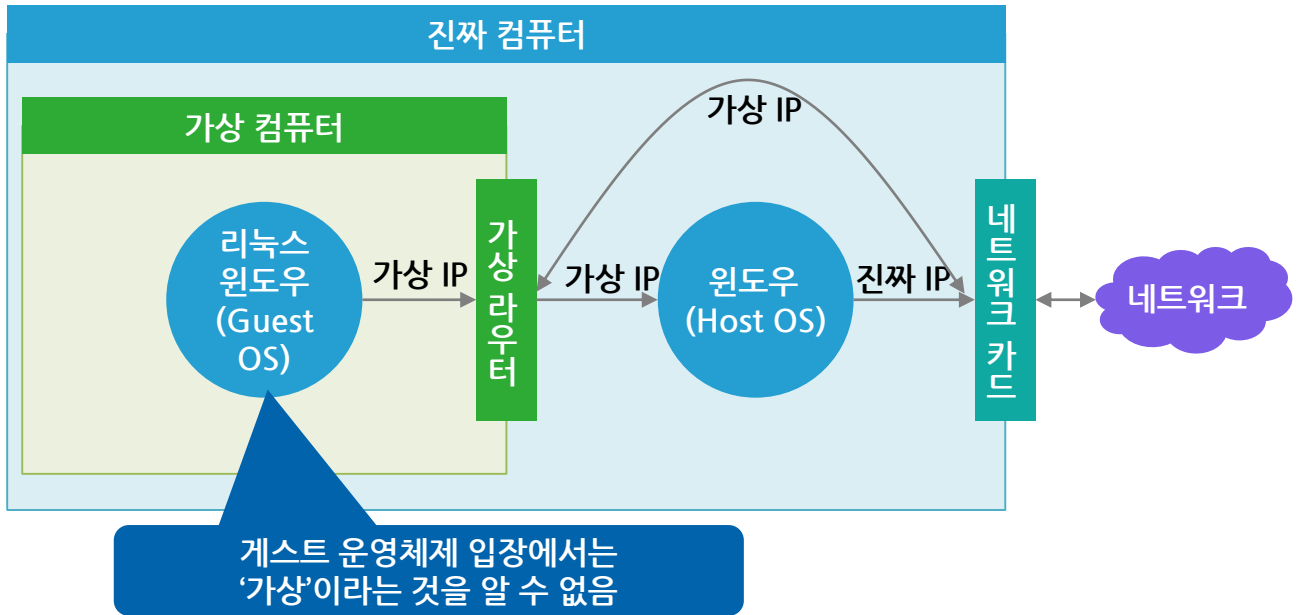 진짜 컴퓨터
가상 컴퓨터
가상 IP
리눅스
윈도우
(Guest
OS)
가상 IP
가상 라우터
가상 IP
윈도우
(Host OS)
진짜 IP
네트워크 카드
네트워크
게스트 운영체제 입장에서는
‘가상’이라는 것을 알 수 없음